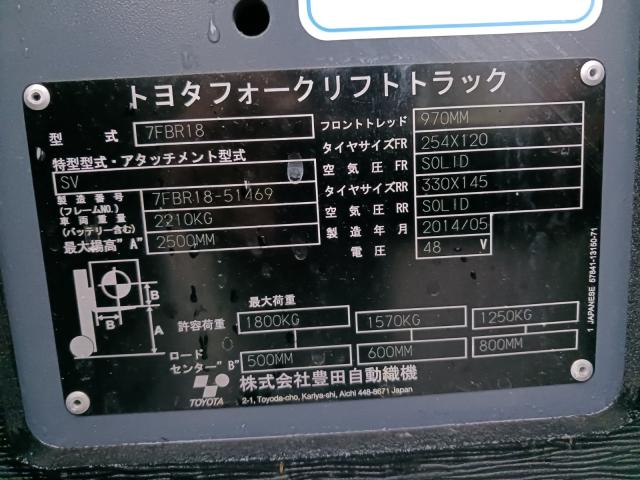 トヨタフォークリフトトラック
型式 7FBR18
特型型式・アタッチメント型式
SV
製造番号 (フレームNO.) 7FBR18-51469
車両重量 (バッテリー含む) 2210KG
最大揚高"A" 2500MM
フロントトレッド 970MM
タイヤサイズFR 254X120
空気圧FR SOLID
タイヤサイズRR 330X145
空気圧RR SOLID
製造年月 2014/05
電圧 48 V
B
B
A
最大荷重
許容荷重 1800KG 1570KG 1250KG
ロードセンター"B" 500MM 600MM 800MM
TOYOTA 株式会社豊田自動織機
2-1, Toyoda-cho, Kariya-shi, Aichi 448-8671 Japan
1 JAPANESE 57841-13150-71